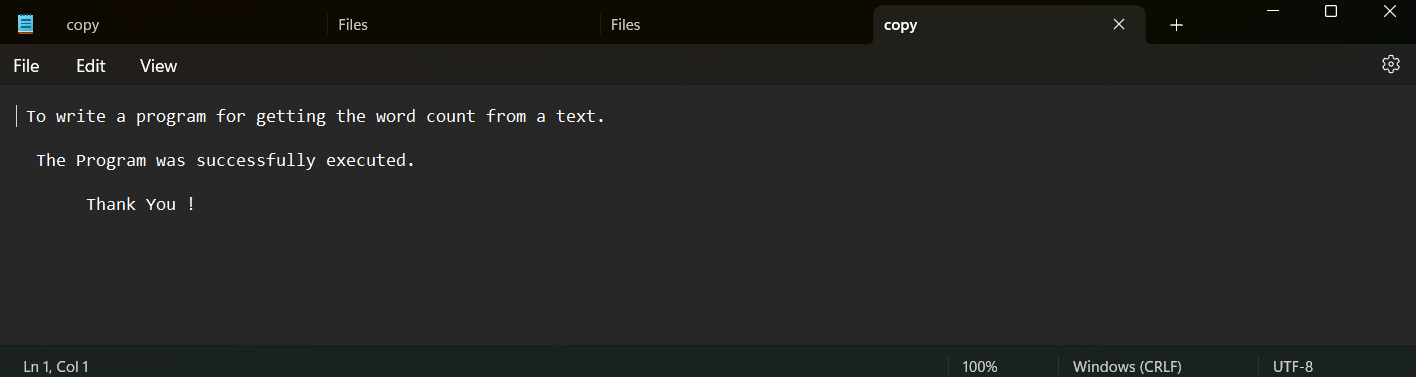 copy Files Files copy
File Edit View
To write a program for getting the word count from a text.
The Program was successfully executed.
Thank You !
Ln 1, Col 1 100% Windows (CRLF) UTF-8